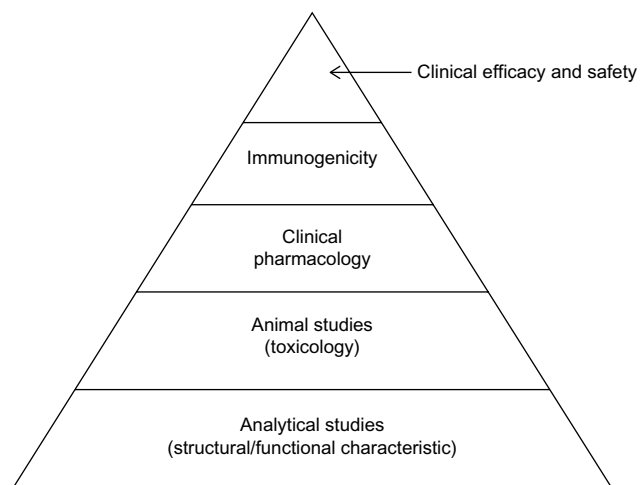 Clinical efficacy and safety
Immunogenicity
Clinical
pharmacology
Animal studies
(toxicology)
Analytical studies
(structural/functional characteristic)